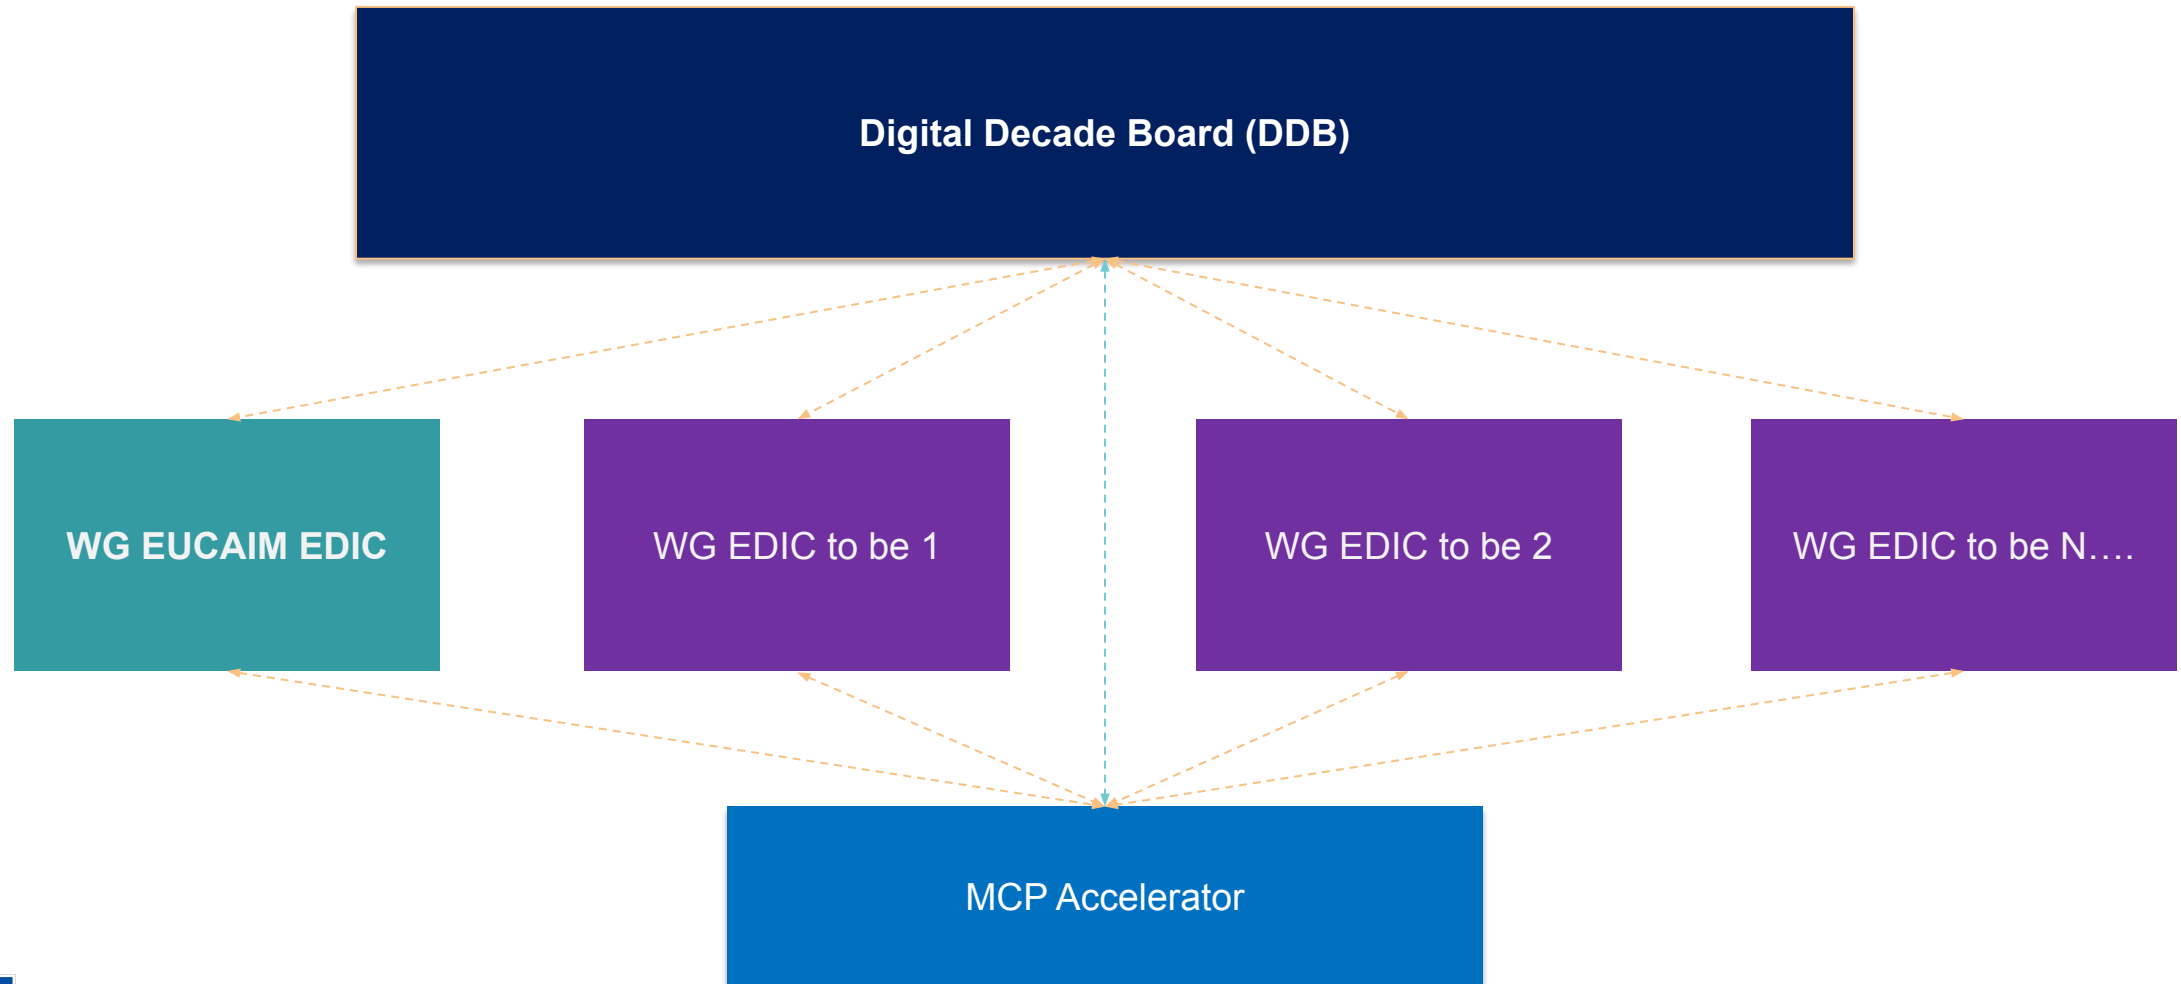 Digital Decade Board (DDB)
WG EUCAIM EDIC
WG EDIC to be 1
WG EDIC to be 2
WG EDIC to be N....
MCP Accelerator